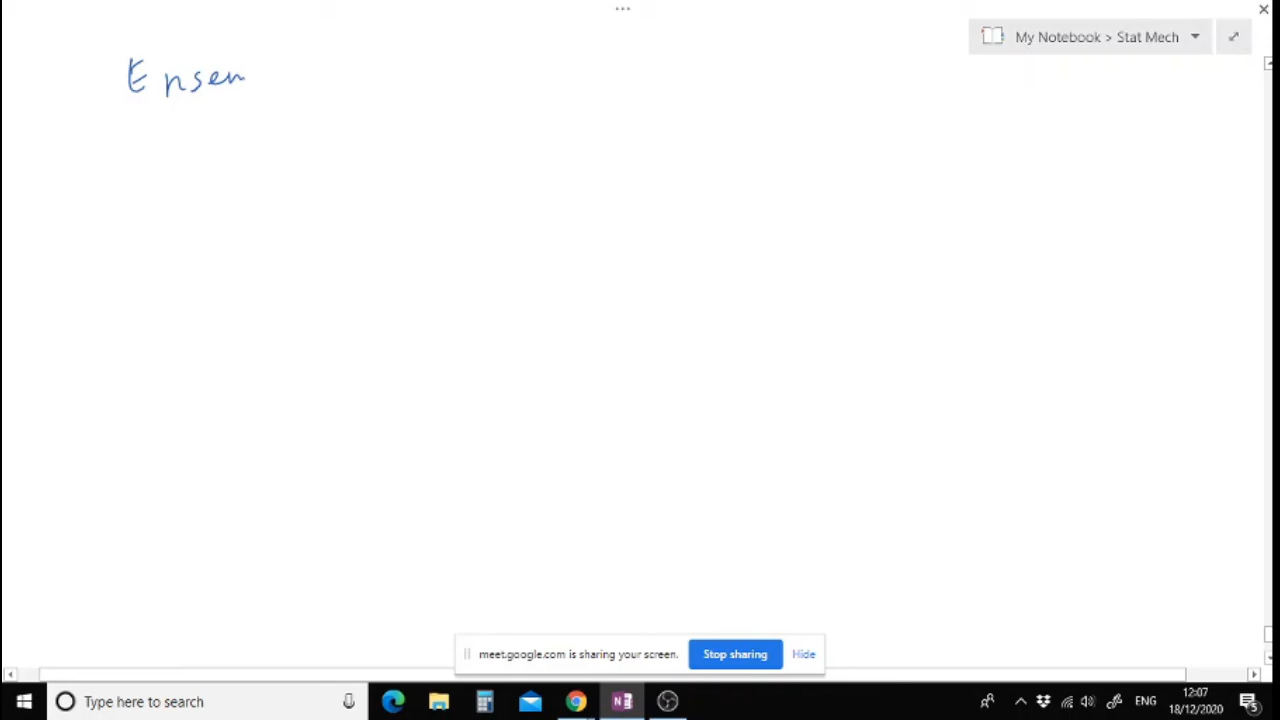 My Notebook > Stat Mech
Ensem
meet.google.com is sharing your screen.
Stop sharing
Hide
Type here to search
ENG
12:07
18/12/2020
5